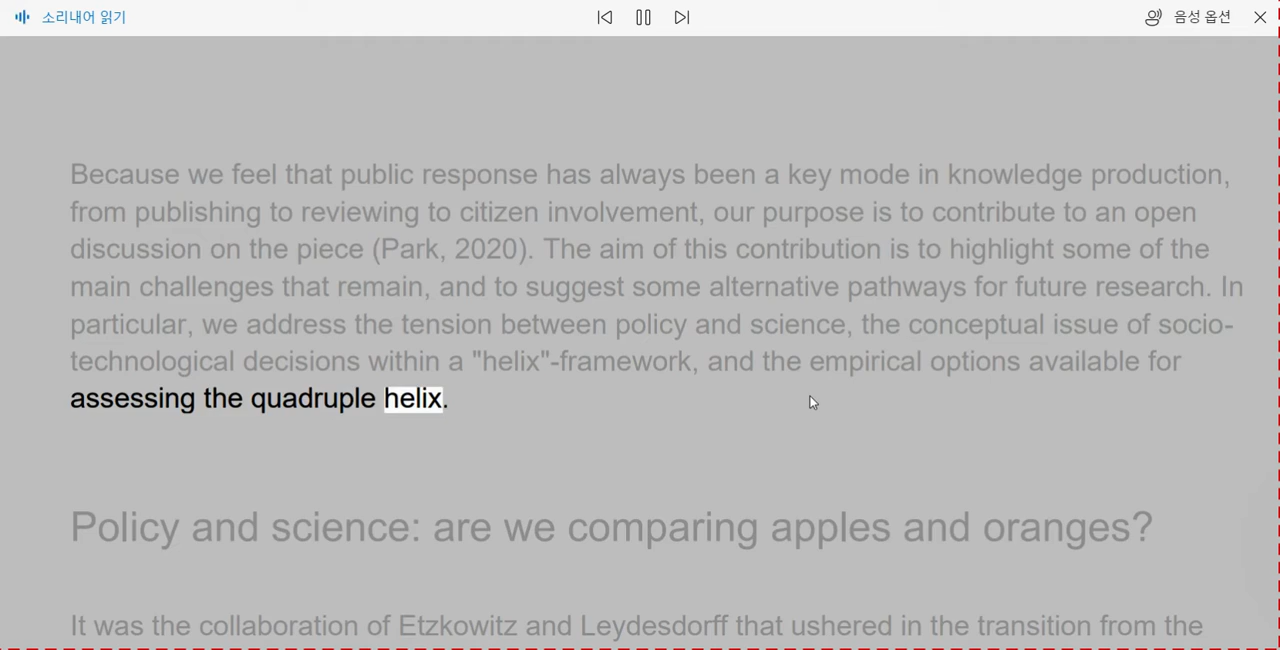 소리내어 읽기
음성 옵션
Because we feel that public response has always been a key mode in knowledge production,
from publishing to reviewing to citizen involvement, our purpose is to contribute to an open
discussion on the piece (Park, 2020). The aim of this contribution is to highlight some of the
main challenges that remain, and to suggest some alternative pathways for future research. In
particular, we address the tension between policy and science, the conceptual issue of socio-
technological decisions within a "helix"-framework, and the empirical options available for
assessing the quadruple helix.
Policy and science: are we comparing apples and oranges?
It was the collaboration of Etzkowitz and Leydesdorff that ushered in the transition from the